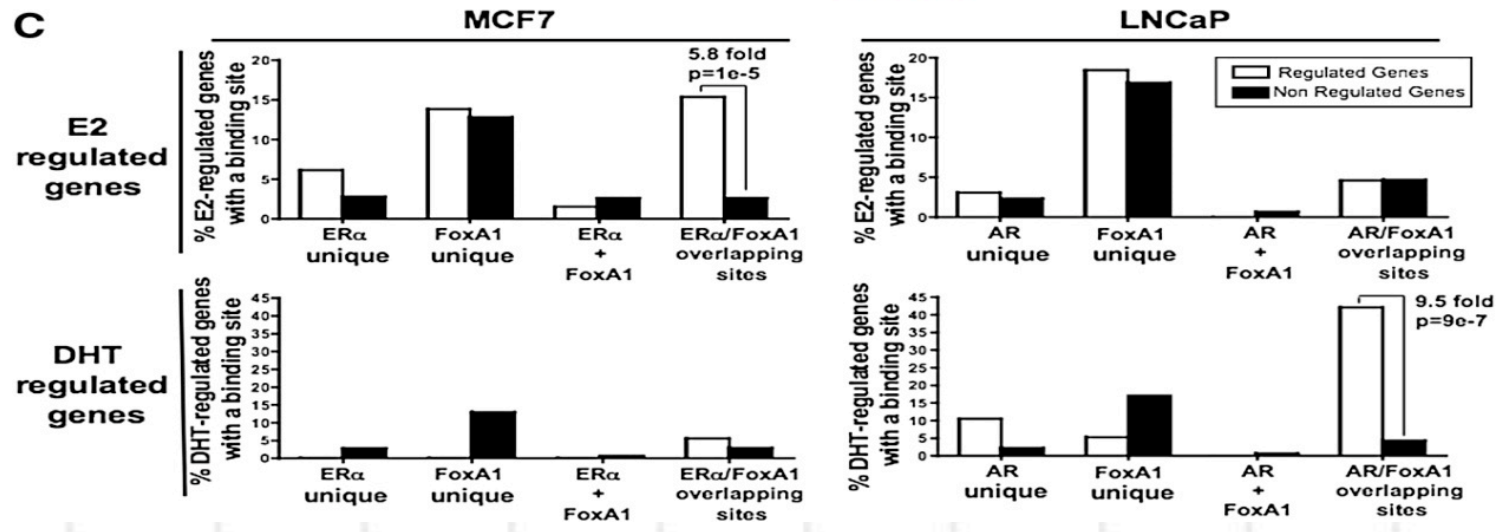 C
MCF7
LNCaP
E2
regulated
genes
% E2-regulated genes
with a binding site
20
15
10
5
0
5.8 fold
p=1e-5
ERα
unique
FoxA1
unique
ERα
+
FoxA1
ERα/FoxA1
overlapping
sites
% E2-regulated genes
with a binding site
20
15
10
5
0
Regulated Genes
Non Regulated Genes
AR
unique
FoxA1
unique
AR
+
FoxA1
AR/FoxA1
overlapping
sites
DHT
regulated
genes
% DHT-regulated genes
with a binding site
45
40
35
30
25
20
15
10
5
0
ERα
unique
FoxA1
unique
ERα
+
FoxA1
ERα/FoxA1
overlapping
sites
% DHT-regulated genes
with a binding site
45
40
35
30
25
20
15
10
5
0
9.5 fold
p=9e-7
AR
unique
FoxA1
unique
AR
+
FoxA1
AR/FoxA1
overlapping
sites